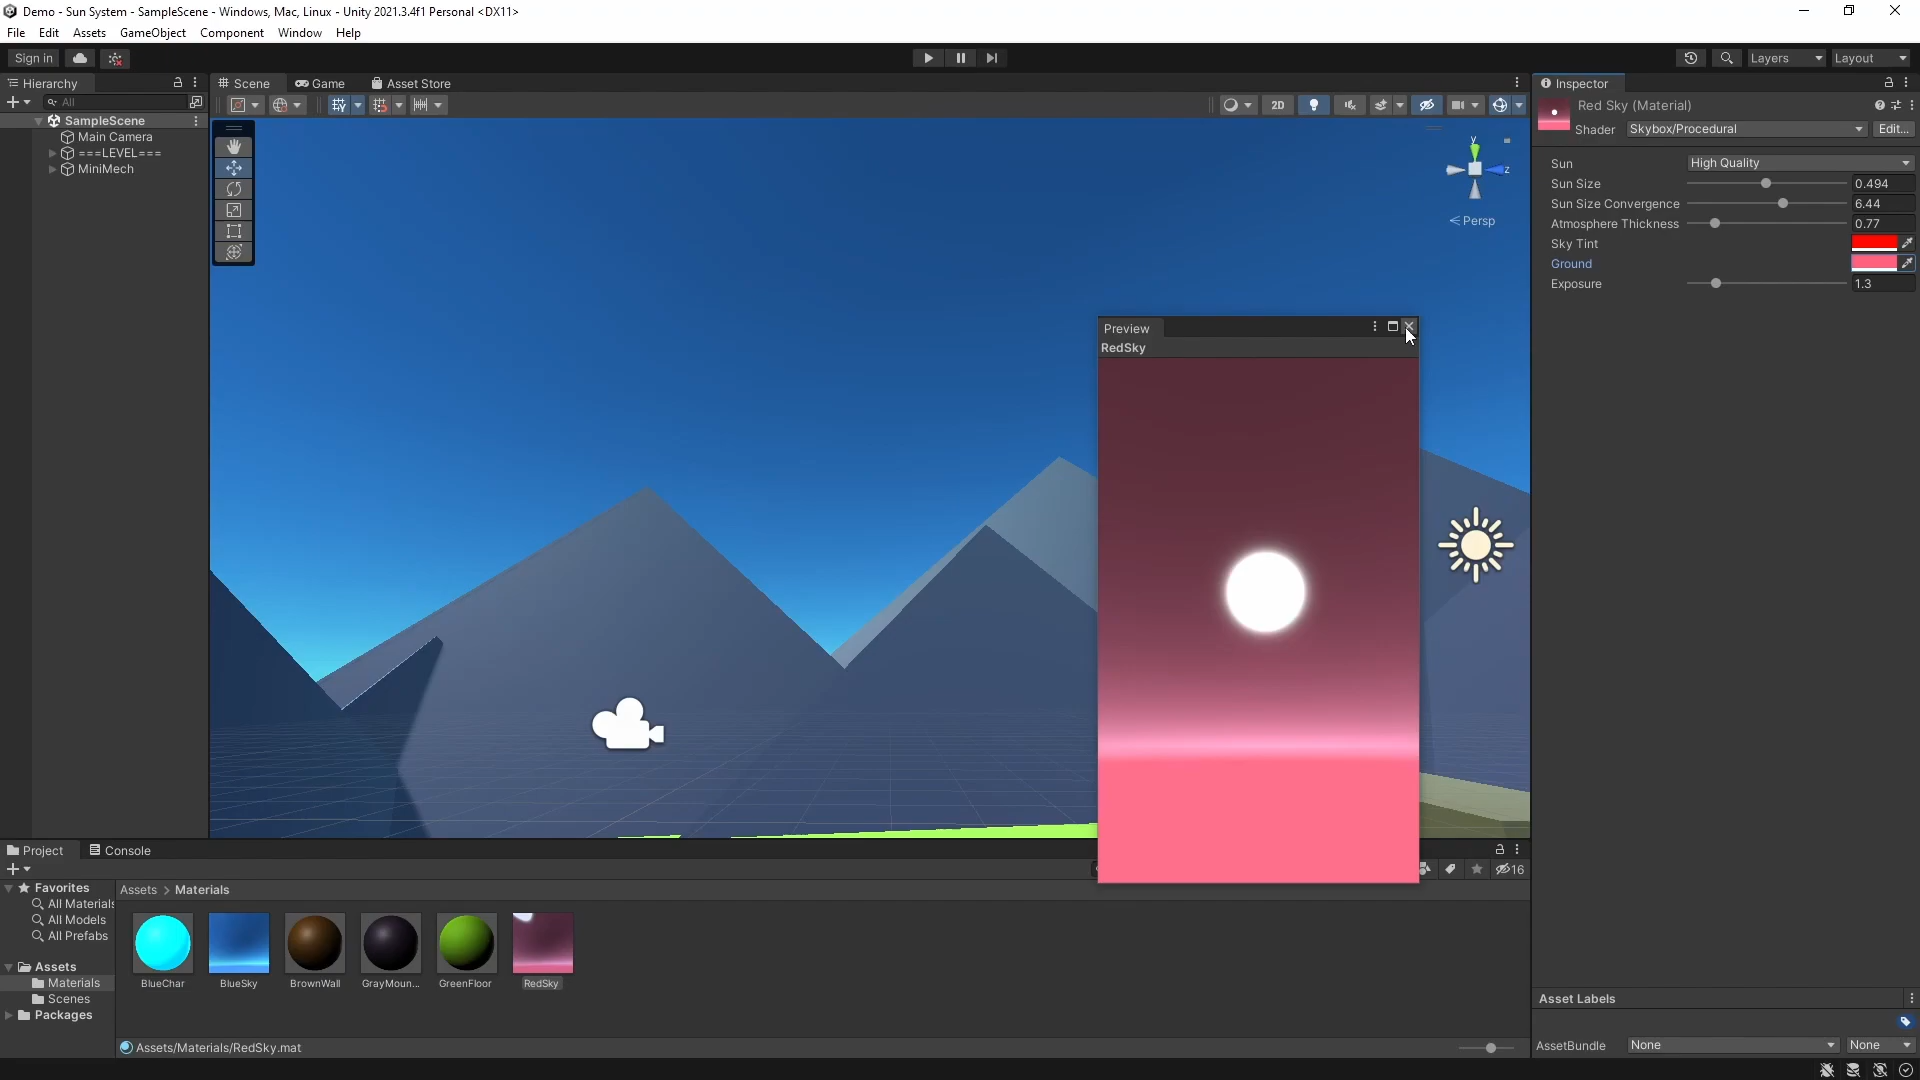 Demo - Sun System - SampleScene - Windows, Mac, Linux - Unity 2021.3.4f1 Personal <DX11>
File Edit Assets GameObject Component Window Help
Sign in
Layers Layout
Hierarchy
Scene Game Asset Store
Inspector
All
2D
SampleScene
Main Camera
===LEVEL===
MiniMech
y
z
Persp
Red Sky (Material)
Shader Skybox/Procedural Edit...
Sun High Quality
Sun Size 0.494
Sun Size Convergence 6.44
Atmosphere Thickness 0.77
Sky Tint
Ground
Exposure 1.3
Preview
RedSky
Project Console
16
Favorites
All Materials
All Models
All Prefabs
Assets
Materials
Scenes
Packages
Assets > Materials
BlueChar BlueSky BrownWall GrayMoun... GreenFloor RedSky
Assets/Materials/RedSky.mat
Asset Labels
AssetBundle None None